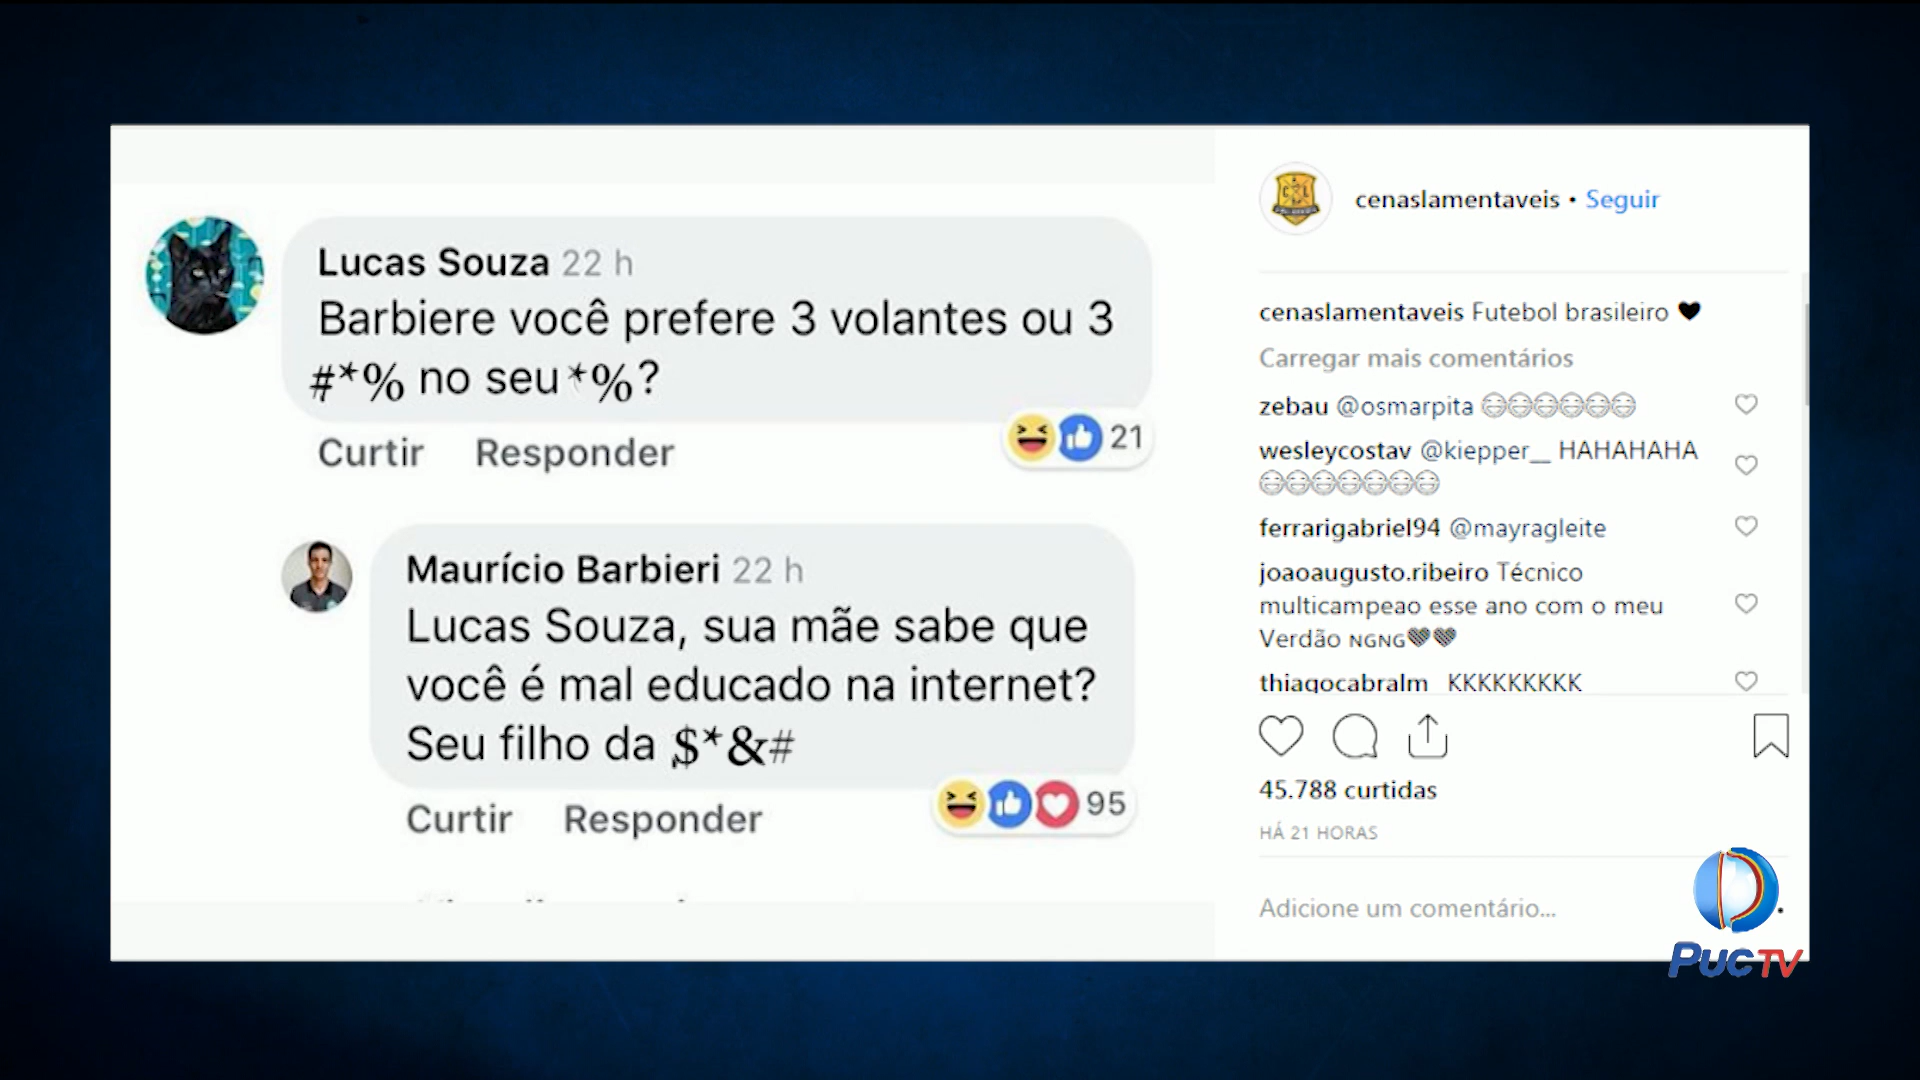 Lucas Souza 22 h
Barbiere você prefere 3 volantes ou 3
#*% no seu *%?
Curtir Responder
21
Maurício Barbieri 22 h
Lucas Souza, sua mãe sabe que
você é mal educado na internet?
Seu filho da $*&#
Curtir Responder
95
cenaslamentaveis • Seguir
cenaslamentaveis Futebol brasileiro 🖤
Carregar mais comentários
zebau @osmarpita 😂😂😂😂😂😂
wesleycostav @kiepper__ HAHAHAHA
😂😂😂😂😂😂😂
ferrarigabriel94 @mayragleite
joaoaugusto.ribeiro Técnico
multicampeao esse ano com o meu
Verdão NGNG💚💚
thiagocabralm KKKKKKKKK
45.788 curtidas
HÁ 21 HORAS
Adicione um comentário...
PUC TV